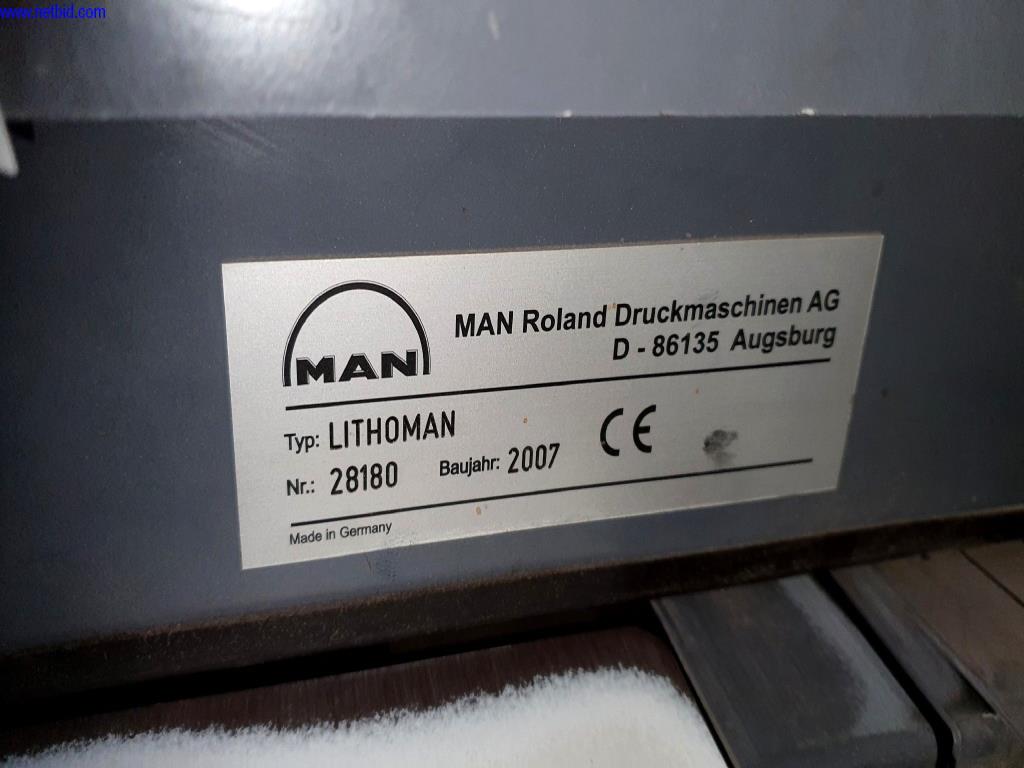 www.netbid.com
MAN
MAN Roland Druckmaschinen AG
D - 86135 Augsburg
Typ: LITHOMAN
Nr.: 28180 Baujahr: 2007 CE
Made in Germany